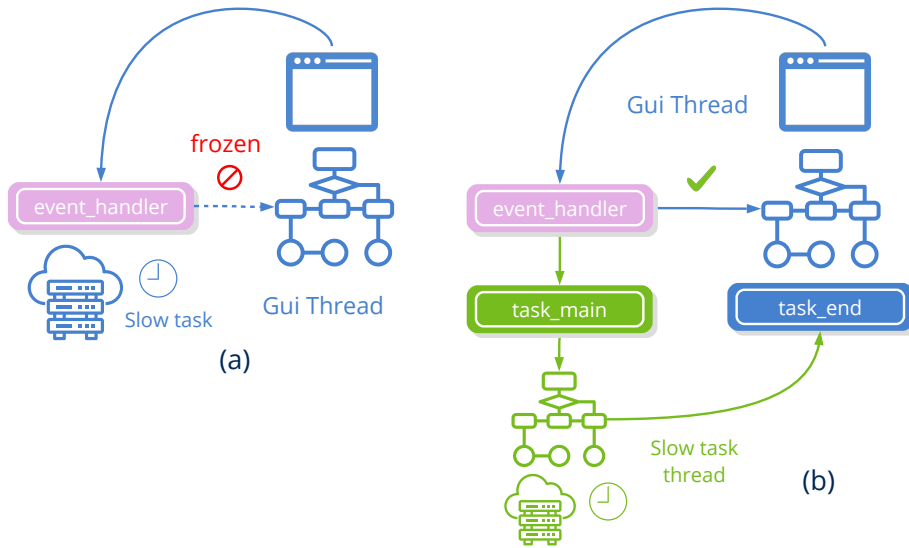 frozen
event_handler
Slow task
Gui Thread
(a)
Gui Thread
event_handler
task_main
task_end
Slow task
thread
(b)